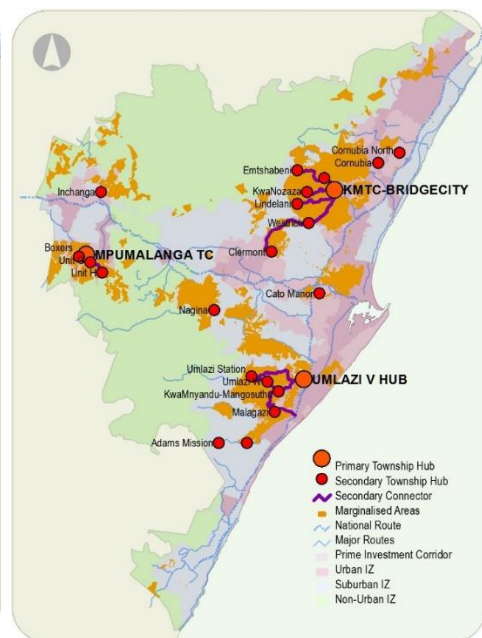 Cornubia North
Cornubia
Emtshabeni
KMTC-BRIDGECITY
Inchanga
KwaNozaza
Lindelani
Westrich
Clermont
Boxers
MPUMALANGA TC
Unit H
Cato Manor
Nagina
Umlazi Station
UMLAZI V HUB
Umlazi W
KwaMnyandu-Mangosuthu
Malagazi
Adams Mission
Primary Township Hub
Secondary Township Hub
Secondary Connector
Marginalised Areas
National Route
Major Routes
Prime Investment Corridor
Urban IZ
Suburban IZ
Non-Urban IZ